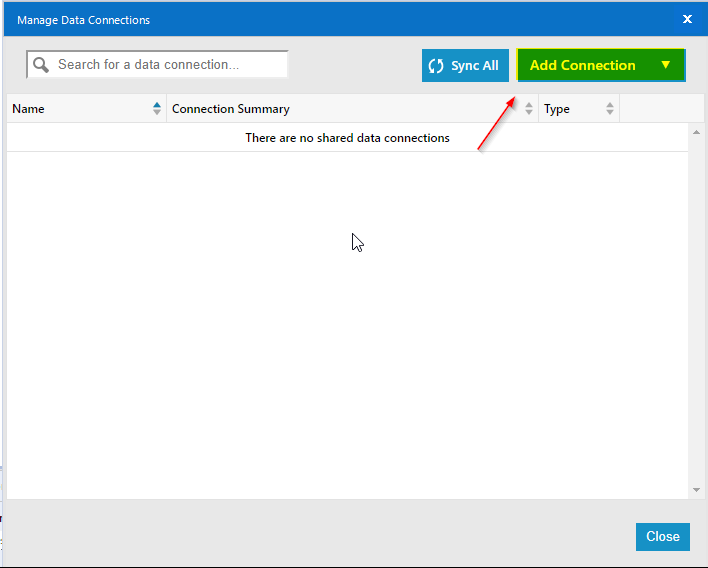 Manage Data Connections x
Search for a data connection... Sync All Add Connection
Name Connection Summary Type
There are no shared data connections
Close